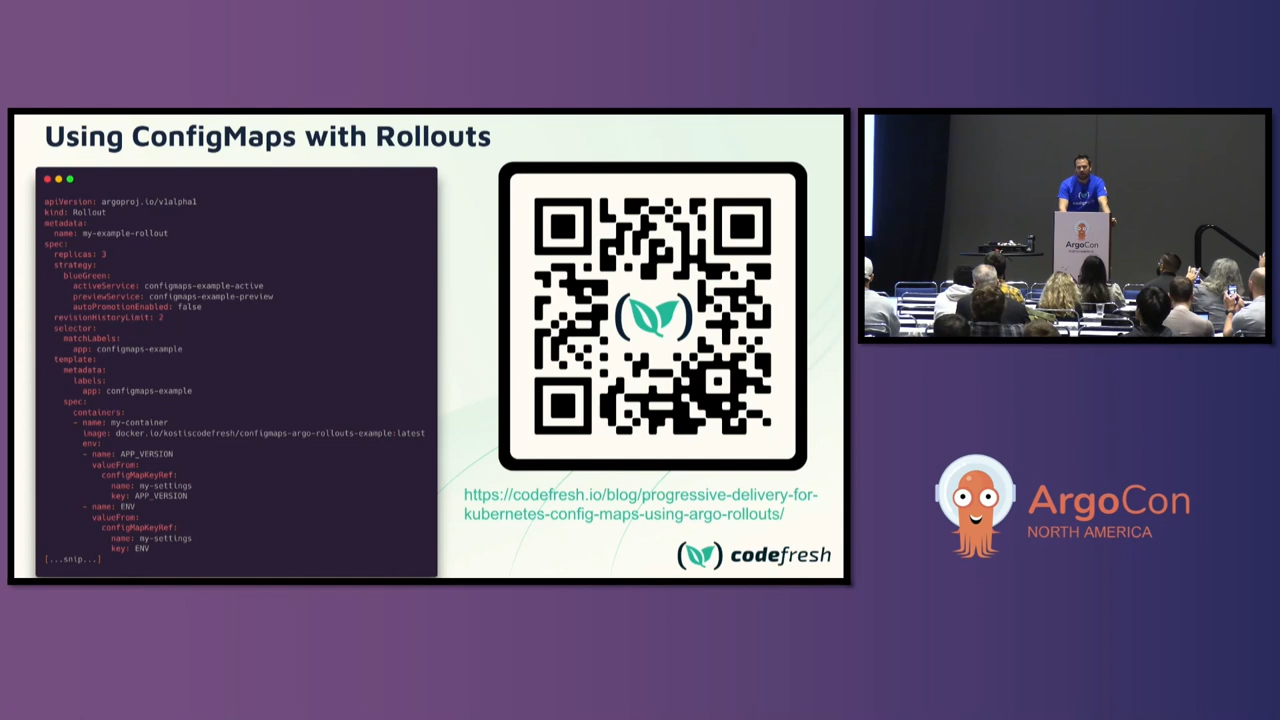 Using ConfigMaps with Rollouts
apiVersion: argoproj.io/v1alpha1
kind: Rollout
metadata:
  name: my-example-rollout
spec:
  replicas: 3
  strategy:
    blueGreen:
      activeService: configmaps-example-active
      previewService: configmaps-example-preview
      autoPromotionEnabled: false
  revisionHistoryLimit: 2
  selector:
    matchLabels:
      app: configmaps-example
  template:
    metadata:
      labels:
        app: configmaps-example
    spec:
      containers:
      - name: my-container
        image: docker.io/kostiscodefresh/configmaps-argo-rollouts-example:latest
        env:
        - name: APP_VERSION
          valueFrom:
            configMapKeyRef:
              name: my-settings
              key: APP_VERSION
        - name: ENV
          valueFrom:
            configMapKeyRef:
              name: my-settings
              key: ENV
[...snip...]
https://codefresh.io/blog/progressive-delivery-for-
kubernetes-config-maps-using-argo-rollouts/
codefresh
ArgoCon
ArgoCon
NORTH AMERICA